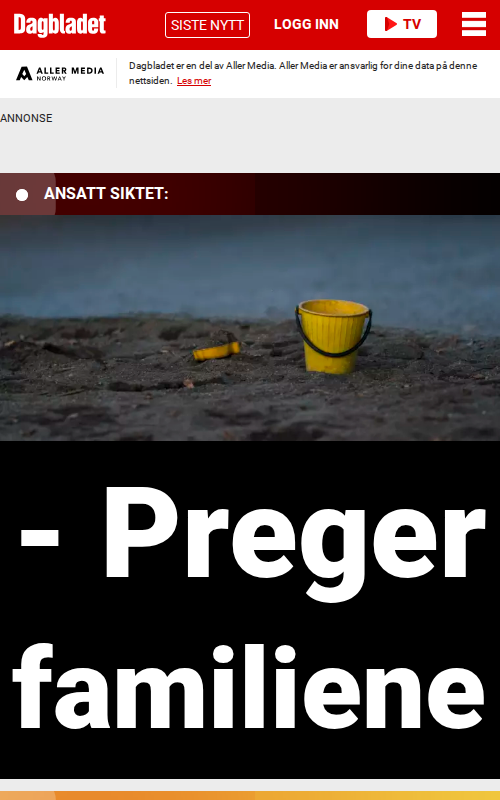 Dagbladet
SISTE NYTT
LOGG INN
TV
ALLER MEDIA
NORWAY
Dagbladet er en del av Aller Media. Aller Media er ansvarlig for dine data på denne
nettsiden. Les mer
ANNONSE
ANSATT SIKTET:
- Preger
familiene